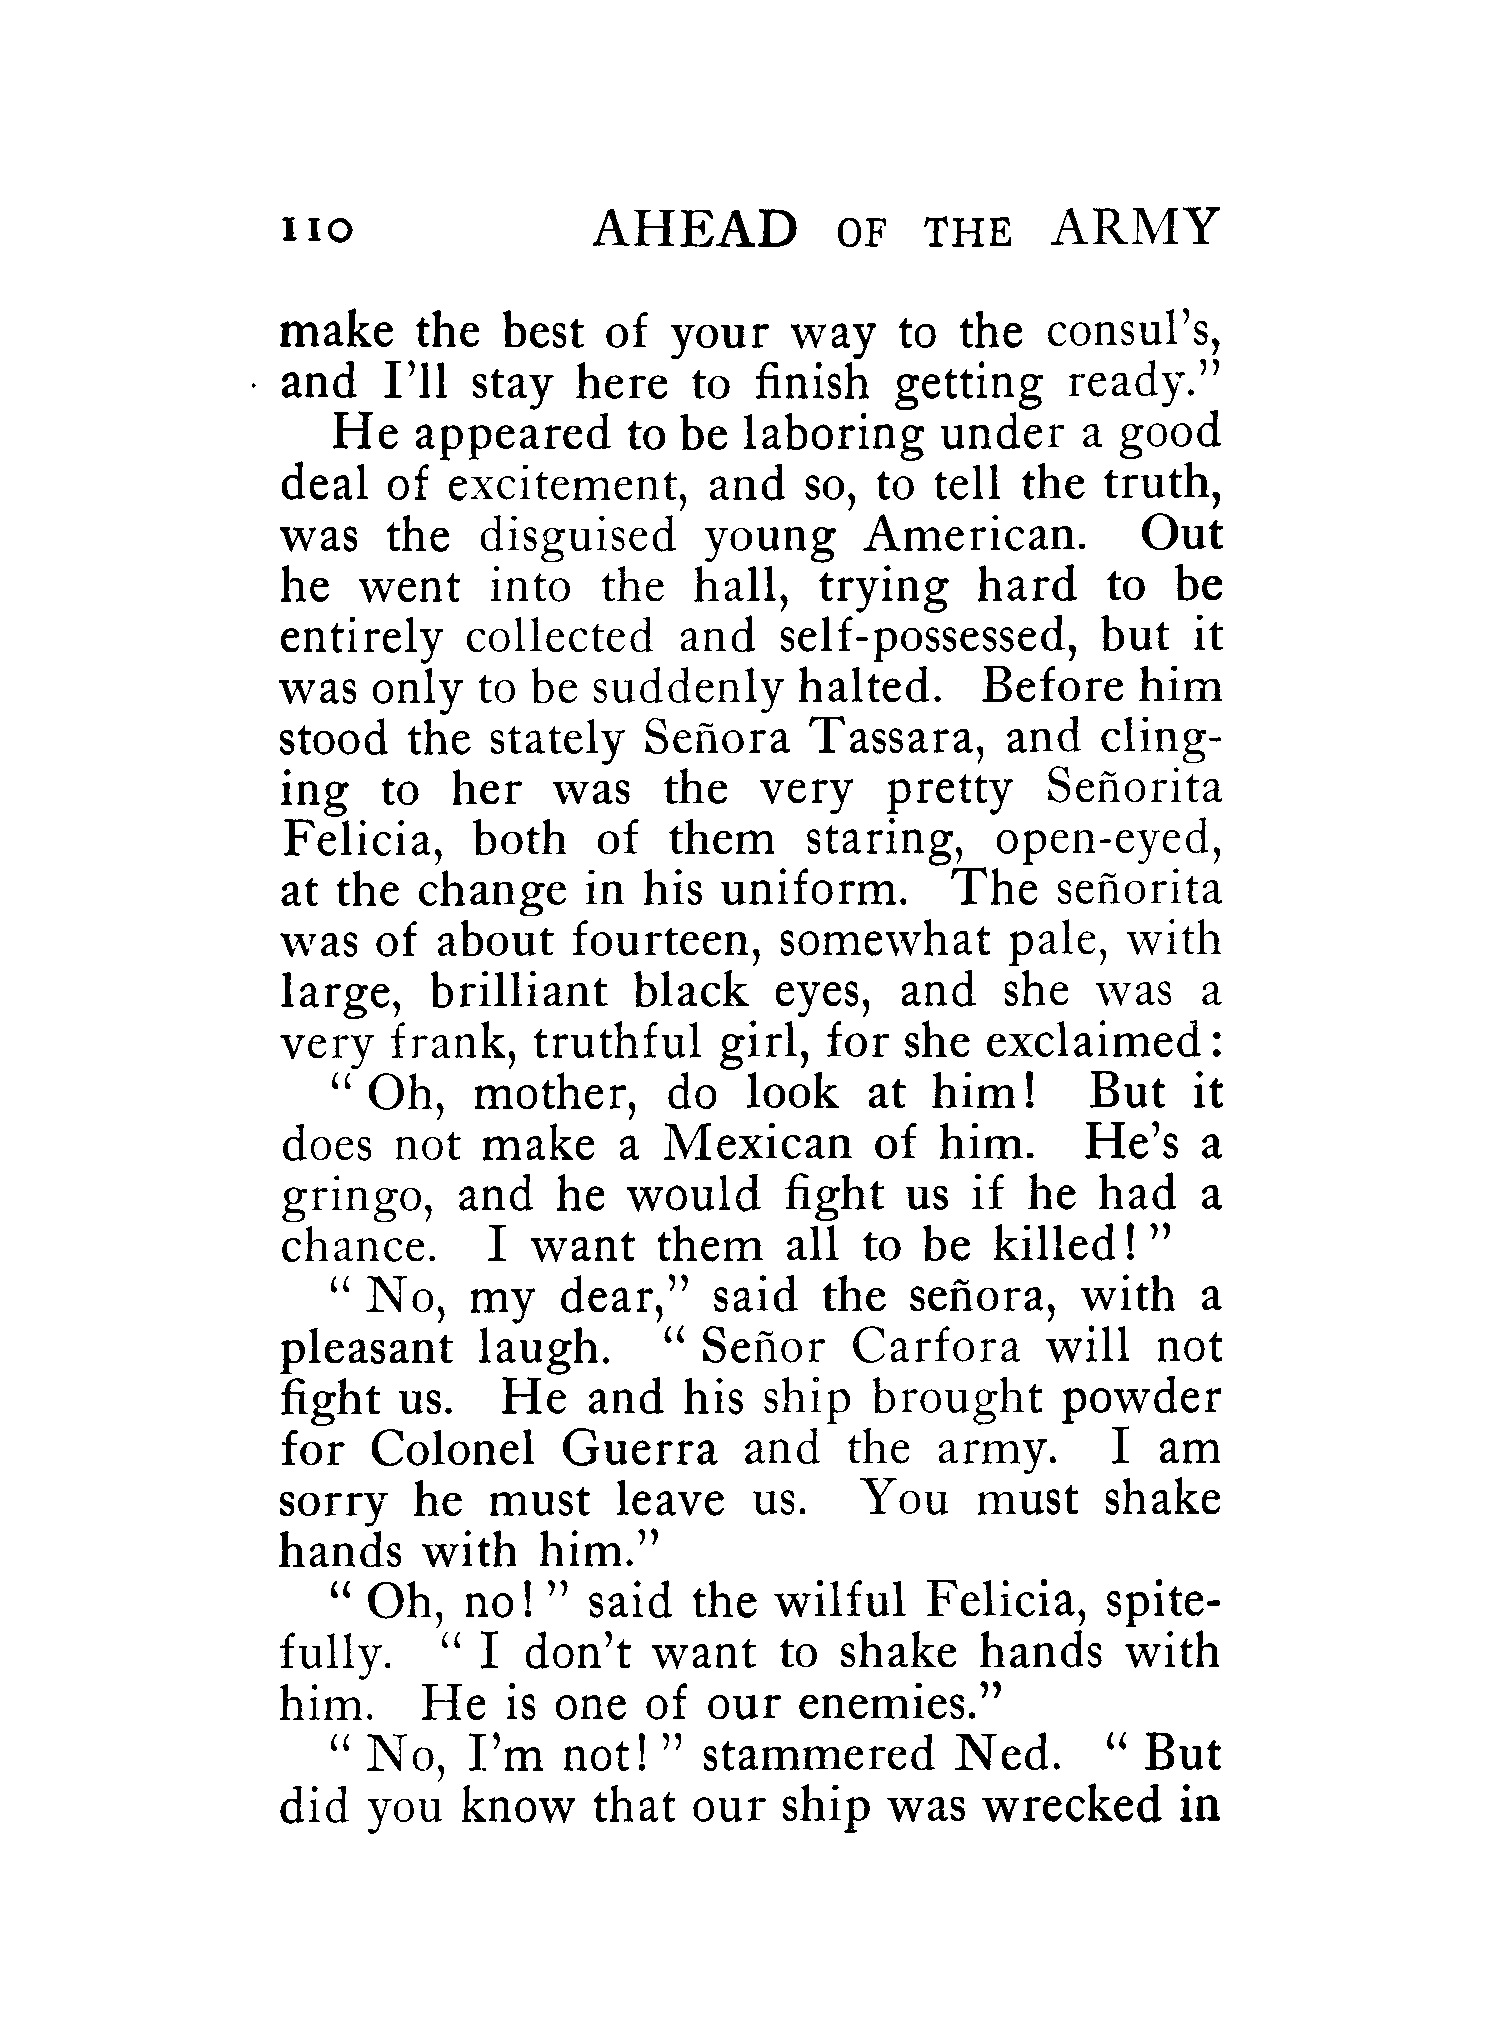 110 AHEAD OF THE ARMY
make the best of your way to the consul's,
and I'll stay here to finish getting ready."
He appeared to be laboring under a good
deal of excitement, and so, to tell the truth,
was the disguised young American. Out
he went into the hall, trying hard to be
entirely collected and self-possessed, but it
was only to be suddenly halted. Before him
stood the stately Señora Tassara, and cling-
ing to her was the very pretty Señorita
Felicia, both of them staring, open-eyed,
at the change in his uniform. The señorita
was of about fourteen, somewhat pale, with
large, brilliant black eyes, and she was a
very frank, truthful girl, for she exclaimed:
" Oh, mother, do look at him! But it
does not make a Mexican of him. He's a
gringo, and he would fight us if he had a
chance. I want them all to be killed! "
" No, my dear," said the señora, with a
pleasant laugh. " Señor Carfora will not
fight us. He and his ship brought powder
for Colonel Guerra and the army. I am
sorry he must leave us. You must shake
hands with him."
" Oh, no! " said the wilful Felicia, spite-
fully. " I don't want to shake hands with
him. He is one of our enemies."
" No, I'm not! " stammered Ned. " But
did you know that our ship was wrecked in